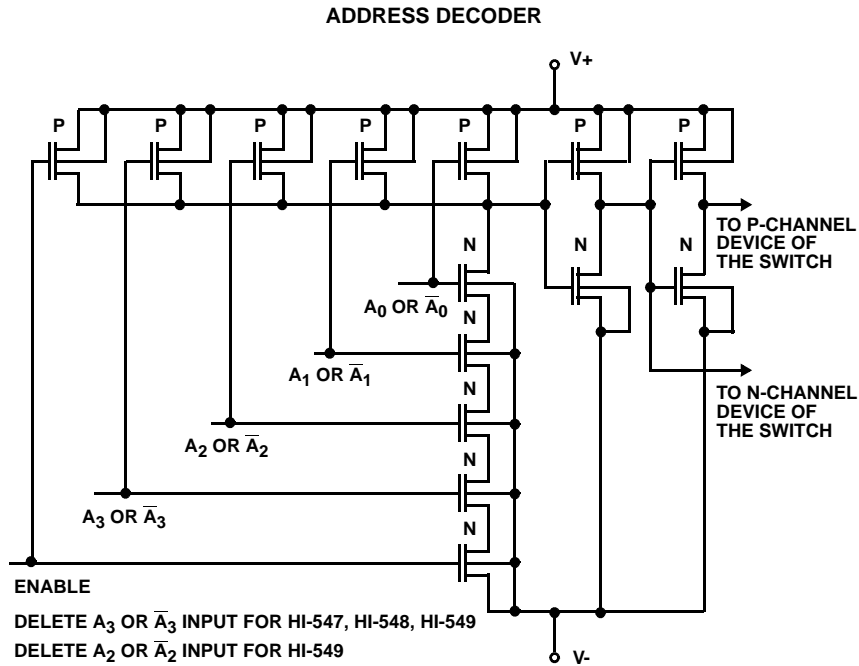 ADDRESS DECODER
V+
P P P P P P P
TO P-CHANNEL
DEVICE OF
THE SWITCH
N N N
A0 OR A̅0
N
A1 OR A̅1
TO N-CHANNEL
DEVICE OF
THE SWITCH
N
A2 OR A̅2
N
A3 OR A̅3
N
ENABLE
DELETE A3 OR A̅3 INPUT FOR HI-547, HI-548, HI-549
DELETE A2 OR A̅2 INPUT FOR HI-549
V-